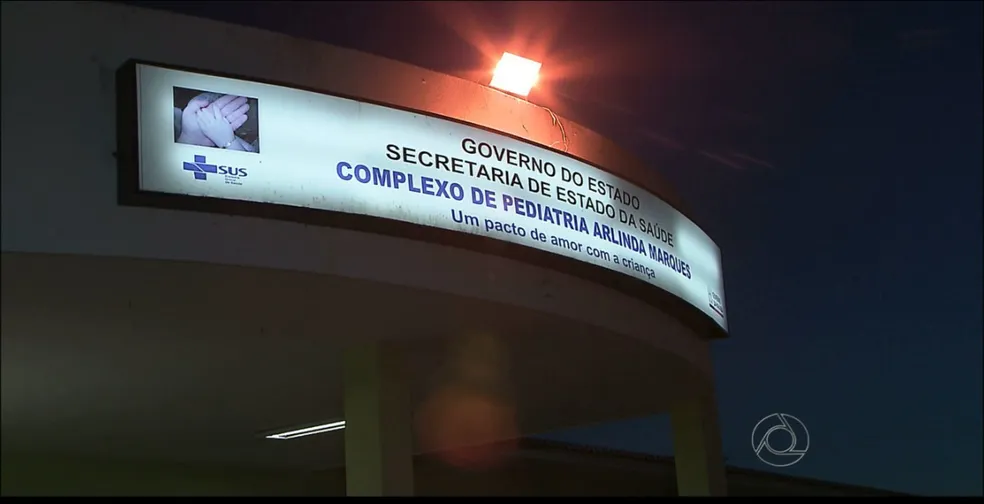 SUS
GOVERNO DO ESTADO
SECRETARIA DE ESTADO DA SAÚDE
COMPLEXO DE PEDIATRIA ARLINDA MARQUES
Um pacto de amor com a criança